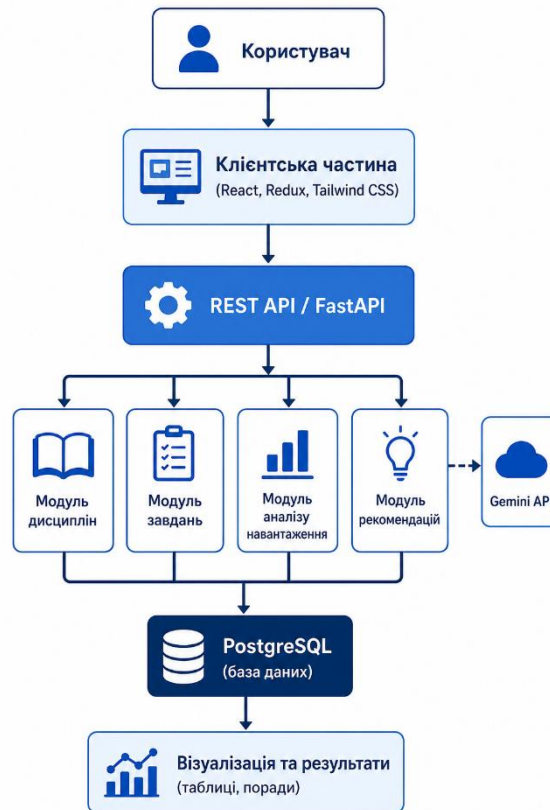 Користувач
Клієнтська частина
(React, Redux, Tailwind CSS)
REST API / FastAPI
Модуль
дисциплін
Модуль
завдань
Модуль
аналізу
навантаження
Модуль
рекомендацій
Gemini API
PostgreSQL
(база даних)
Візуалізація та результати
(таблиці, поради)